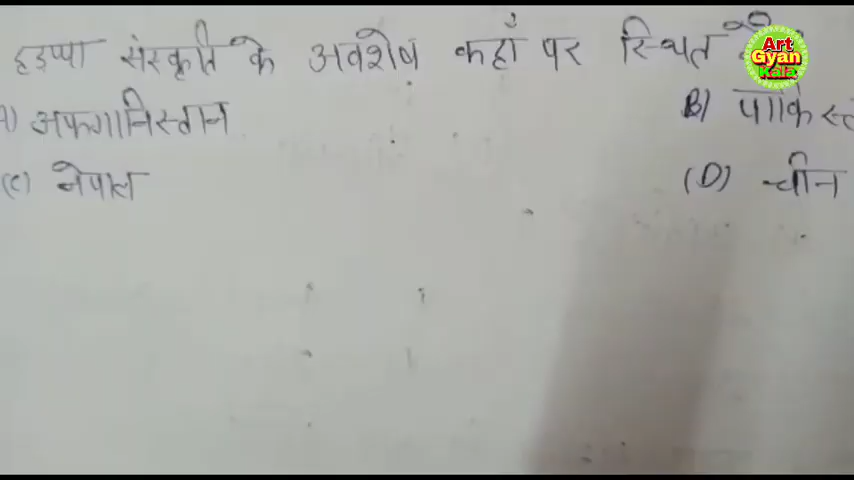 हड़प्पा संस्कृति के अवशेष कहाँ पर स्थित
A) अफगानिस्तान B) पाकिस्त
(C) नेपाल (D) चीन
Art
Gyan
Kala